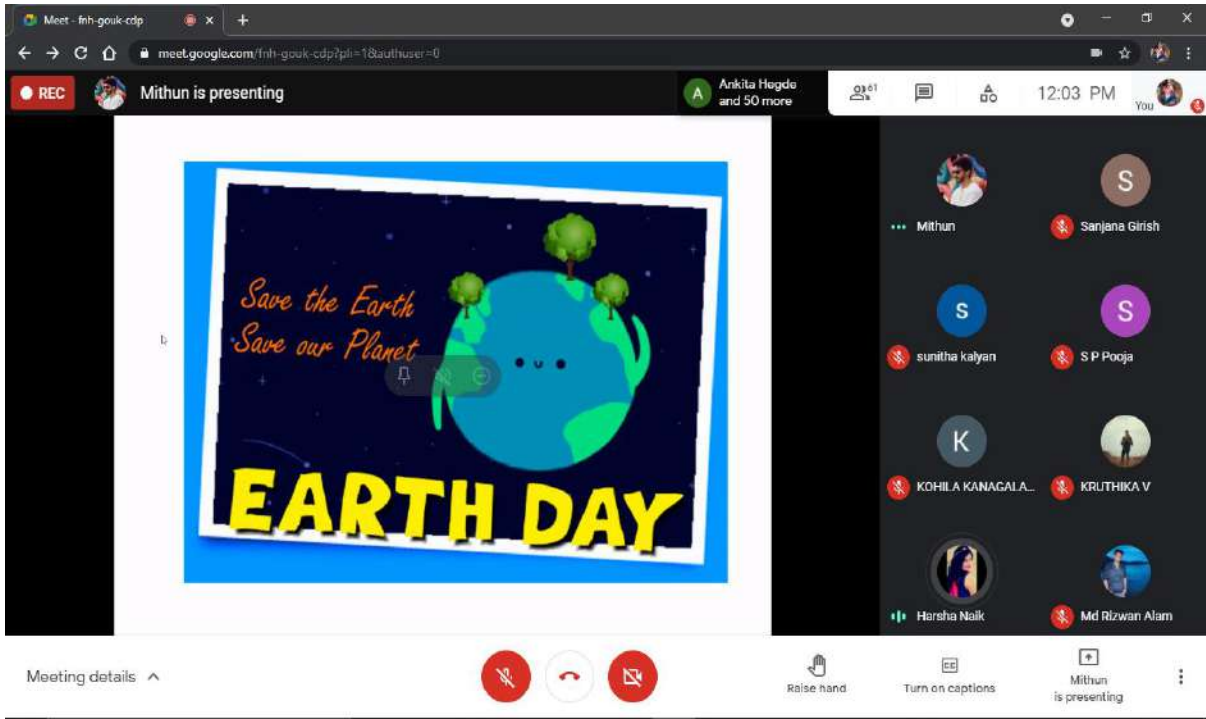 Meet - fnh-gouk-cdp
meet.google.com/fnh-gouk-cdp?pli=1&authuser=0
REC
Mithun is presenting
A
Ankita Hegde
and 50 more
61
12:03 PM
You
Save the Earth
Save our Planet
EARTH DAY
Mithun
S
Sanjana Girish
s
sunitha kalyan
S
S P Pooja
K
KOHILA KANAGALA...
KRUTHIKA V
Harsha Naik
Md Rizwan Alam
Meeting details
Raise hand
CC
Turn on captions
Mithun
is presenting